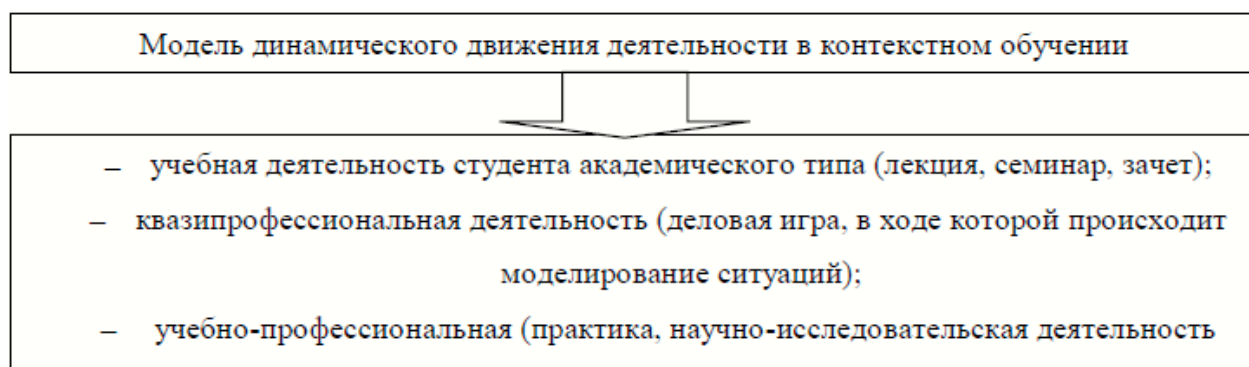 Модель динамического движения деятельности в контекстном обучении
– учебная деятельность студента академического типа (лекция, семинар, зачет);
– квазипрофессиональная деятельность (деловая игра, в ходе которой происходит
моделирование ситуаций);
– учебно-профессиональная (практика, научно-исследовательская деятельность